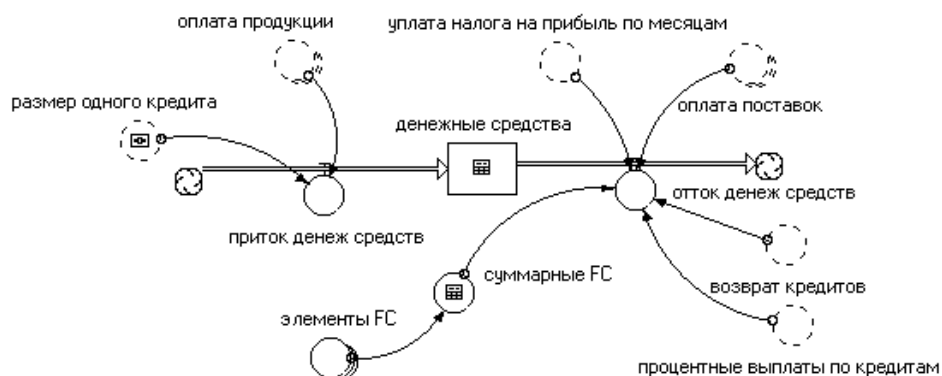 оплата продукции
уплата налога на прибыль по месяцам
размер одного кредита
оплата поставок
денежные средства
отток денеж средств
приток денеж средств
суммарные FC
возврат кредитов
элементы FC
процентные выплаты по кредитам